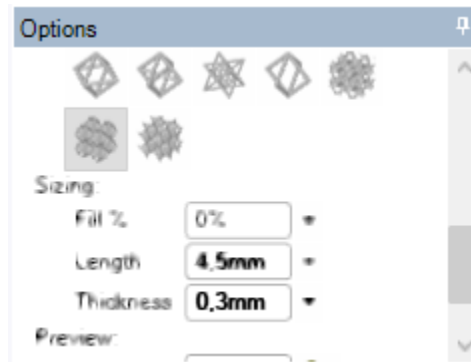 Options
Sizing:
Fill % 0%
Length 4,5mm
Thickness 0,3mm
Preview: